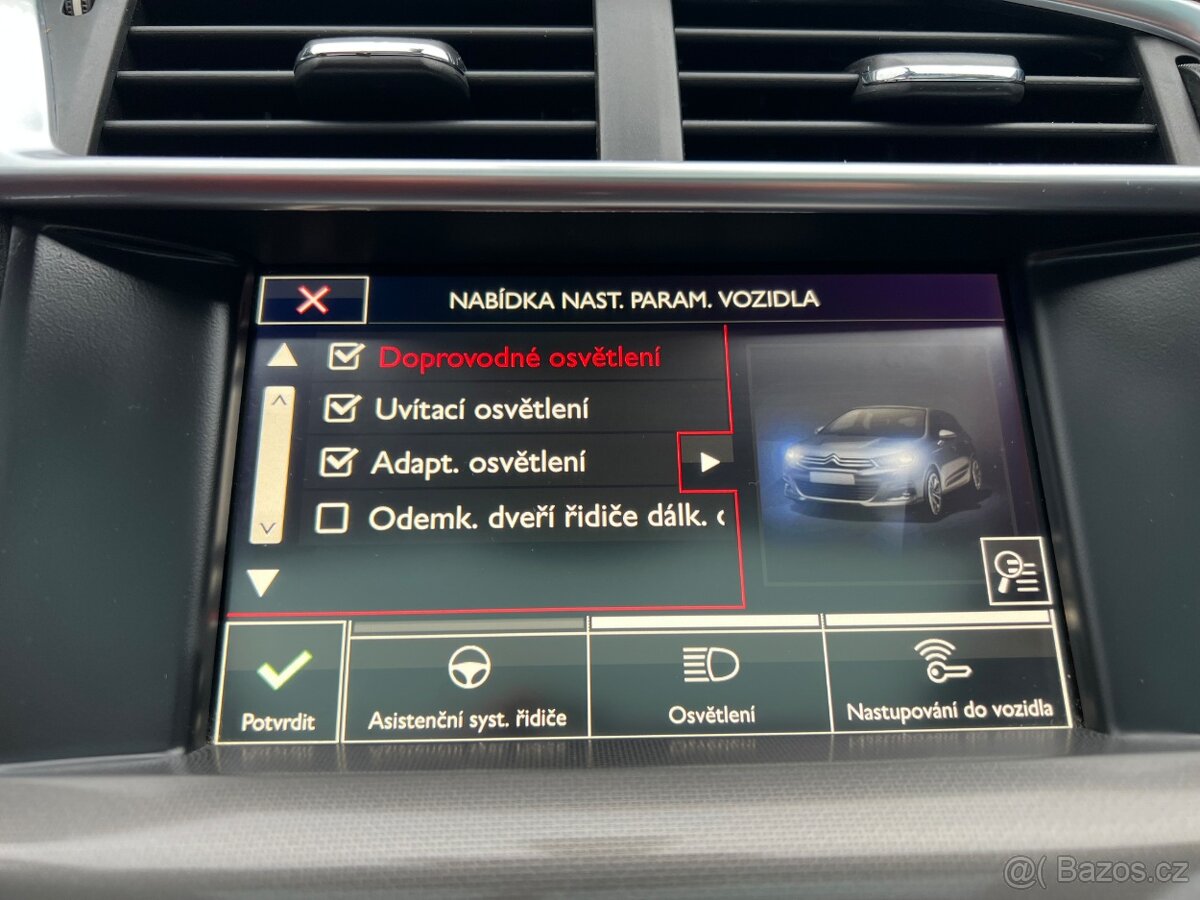 NABÍDKA NAST. PARAM. VOZIDLA
Doprovodné osvětlení
Uvítací osvětlení
Adapt. osvětlení
Odemk. dveří řidiče dálk.
Potvrdit
Asistenční syst. řidiče
Osvětlení
Nastupování do vozidla
@( Bazos.cz